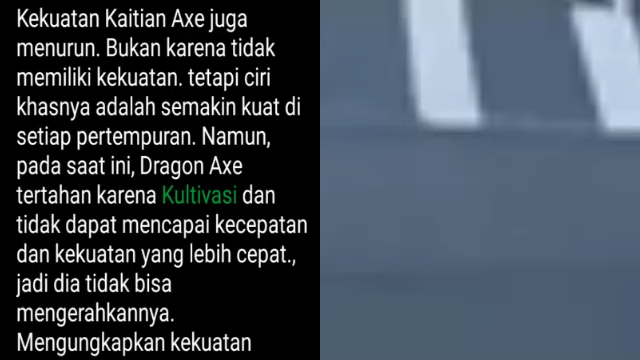 Kekuatan Kaitian Axe juga
menurun. Bukan karena tidak
memiliki kekuatan. tetapi ciri
khasnya adalah semakin kuat di
setiap pertempuran. Namun,
pada saat ini, Dragon Axe
tertahan karena Kultivasi dan
tidak dapat mencapai kecepatan
dan kekuatan yang lebih cepat.,
jadi dia tidak bisa
mengerahkannya.
Mengungkapkan kekuatan